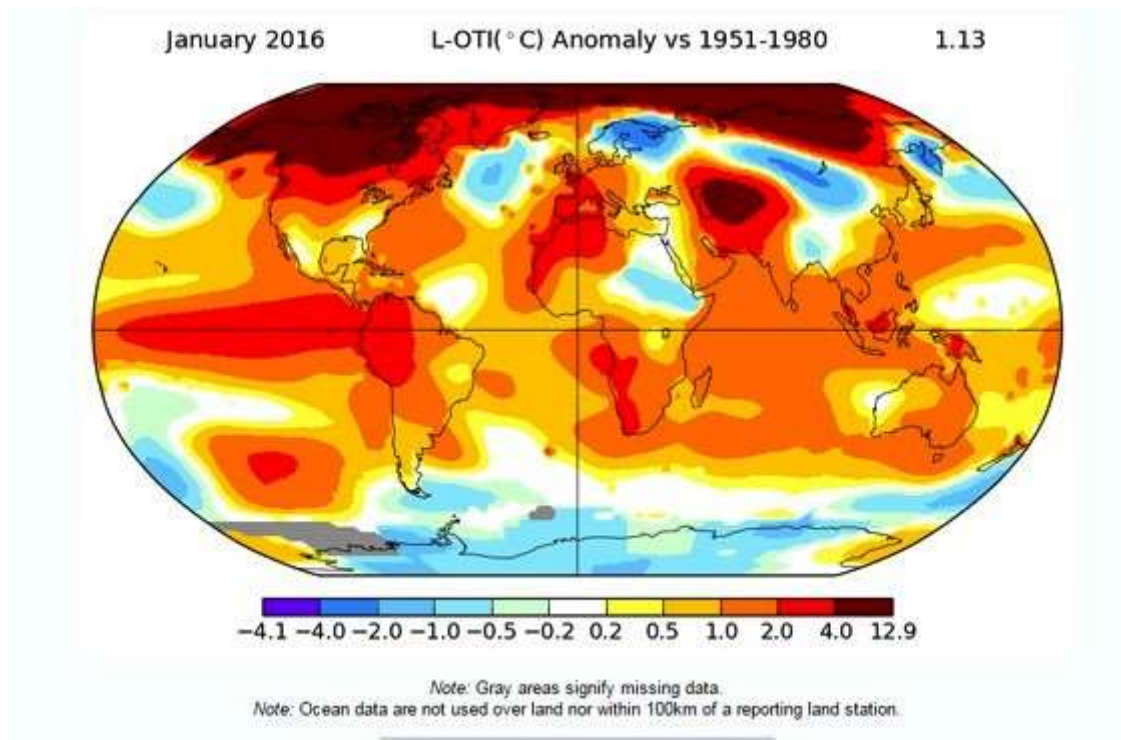 January 2016 L-OTI(°C) Anomaly vs 1951-1980 1.13
−4.1 −4.0 −2.0 −1.0 −0.5 −0.2 0.2 0.5 1.0 2.0 4.0 12.9
Note: Gray areas signify missing data.
Note: Ocean data are not used over land nor within 100km of a reporting land station.